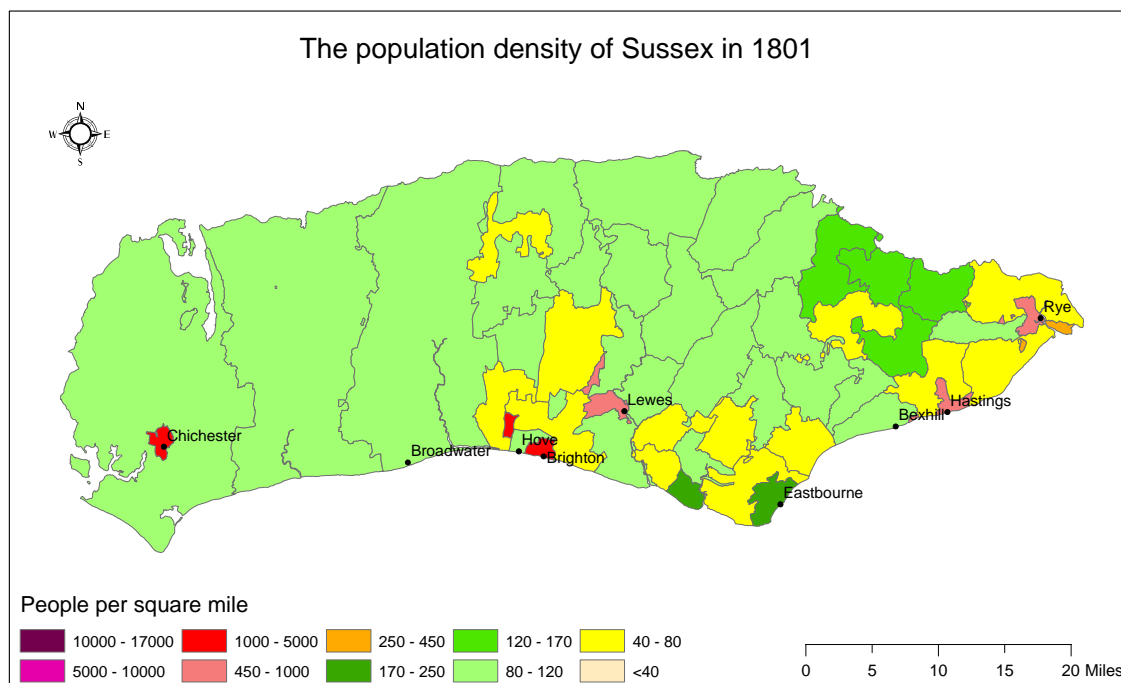 The population density of Sussex in 1801
N
W E
S
Rye
Lewes
Hastings
Bexhill
Chichester
Hove
Broadwater
Brighton
Eastbourne
People per square mile
10000 - 17000 1000 - 5000 250 - 450 120 - 170 40 - 80
5000 - 10000 450 - 1000 170 - 250 80 - 120 <40
0 5 10 20 Miles